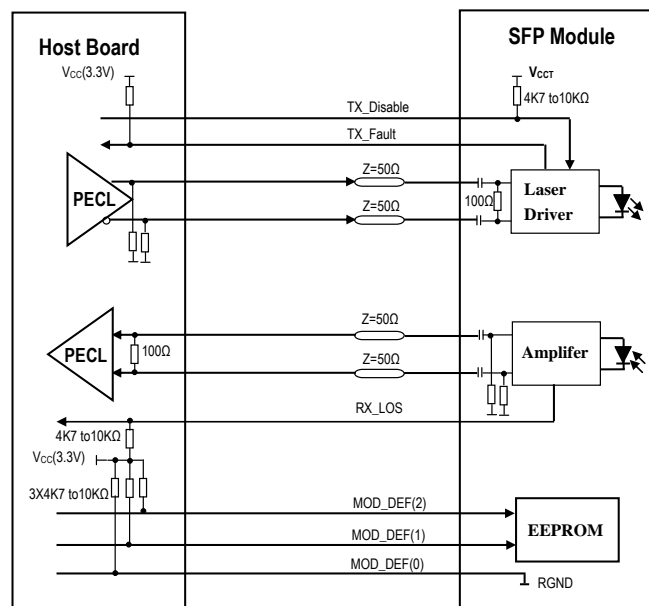 Host Board
SFP Module
VCC(3.3V)
VCCT
4K7 to10KΩ
TX_Disable
TX_Fault
PECL
Z=50Ω
Z=50Ω
100Ω
Laser
Driver
PECL
100Ω
Z=50Ω
Z=50Ω
Amplifer
RX_LOS
4K7 to10KΩ
VCC(3.3V)
3X4K7 to10KΩ
MOD_DEF(2)
MOD_DEF(1)
EEPROM
MOD_DEF(0)
RGND